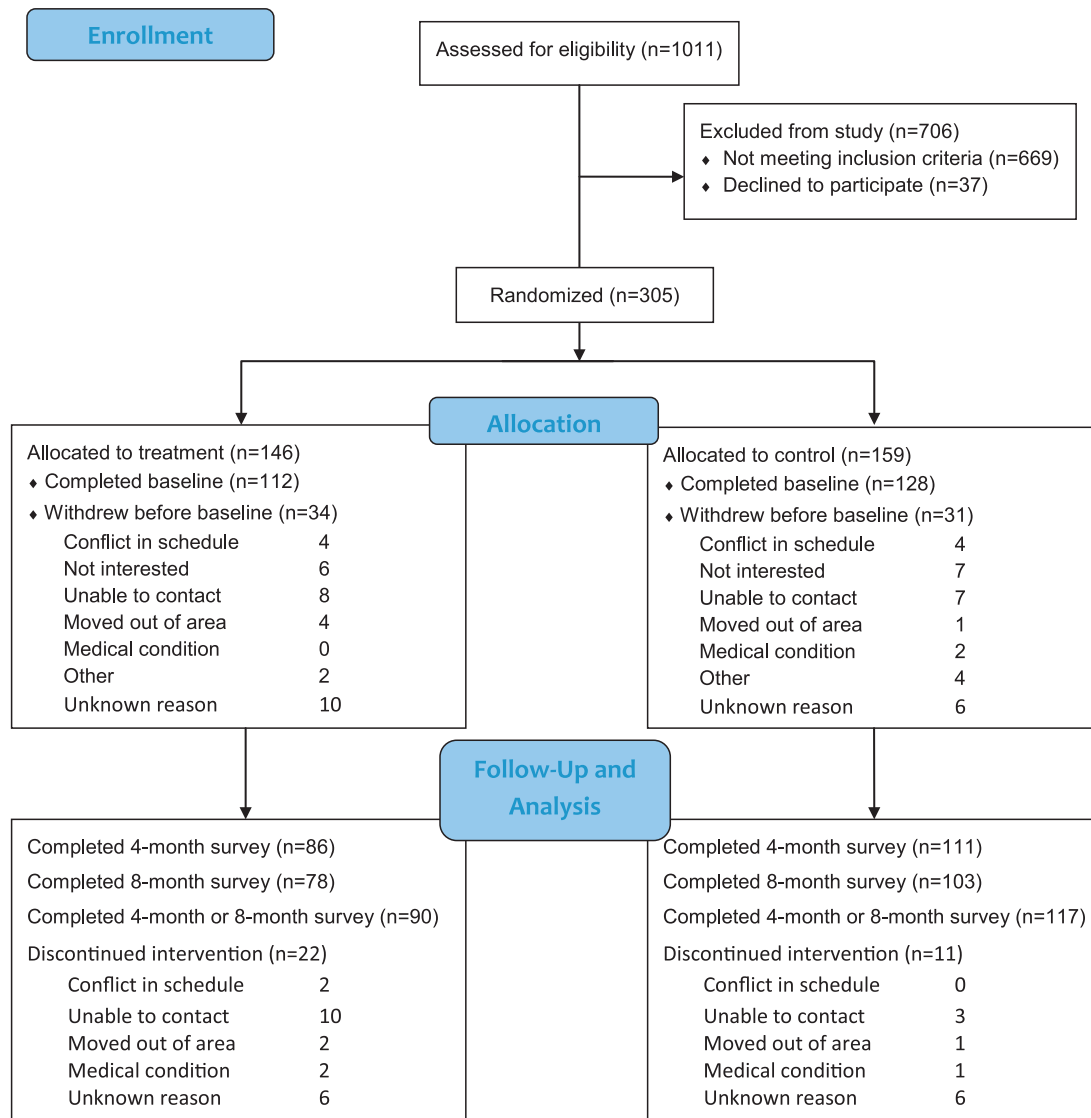 Enrollment
Assessed for eligibility (n=1011)
Excluded from study (n=706)
♦ Not meeting inclusion criteria (n=669)
♦ Declined to participate (n=37)
Randomized (n=305)
Allocation
Allocated to treatment (n=146)
♦ Completed baseline (n=112)
♦ Withdrew before baseline (n=34)
Conflict in schedule 4
Not interested 6
Unable to contact 8
Moved out of area 4
Medical condition 0
Other 2
Unknown reason 10
Allocated to control (n=159)
♦ Completed baseline (n=128)
♦ Withdrew before baseline (n=31)
Conflict in schedule 4
Not interested 7
Unable to contact 7
Moved out of area 1
Medical condition 2
Other 4
Unknown reason 6
Follow-Up and
Analysis
Completed 4-month survey (n=86)
Completed 8-month survey (n=78)
Completed 4-month or 8-month survey (n=90)
Discontinued intervention (n=22)
Conflict in schedule 2
Unable to contact 10
Moved out of area 2
Medical condition 2
Unknown reason 6
Completed 4-month survey (n=111)
Completed 8-month survey (n=103)
Completed 4-month or 8-month survey (n=117)
Discontinued intervention (n=11)
Conflict in schedule 0
Unable to contact 3
Moved out of area 1
Medical condition 1
Unknown reason 6